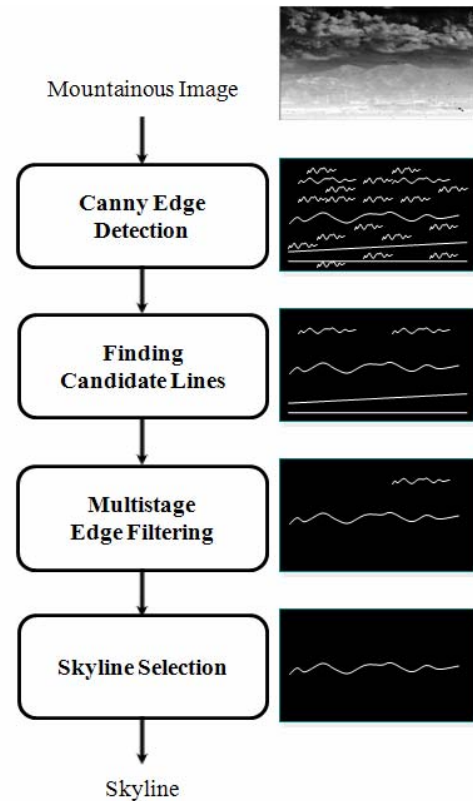 Mountainous Image
Canny Edge
Detection
Finding
Candidate Lines
Multistage
Edge Filtering
Skyline Selection
Skyline